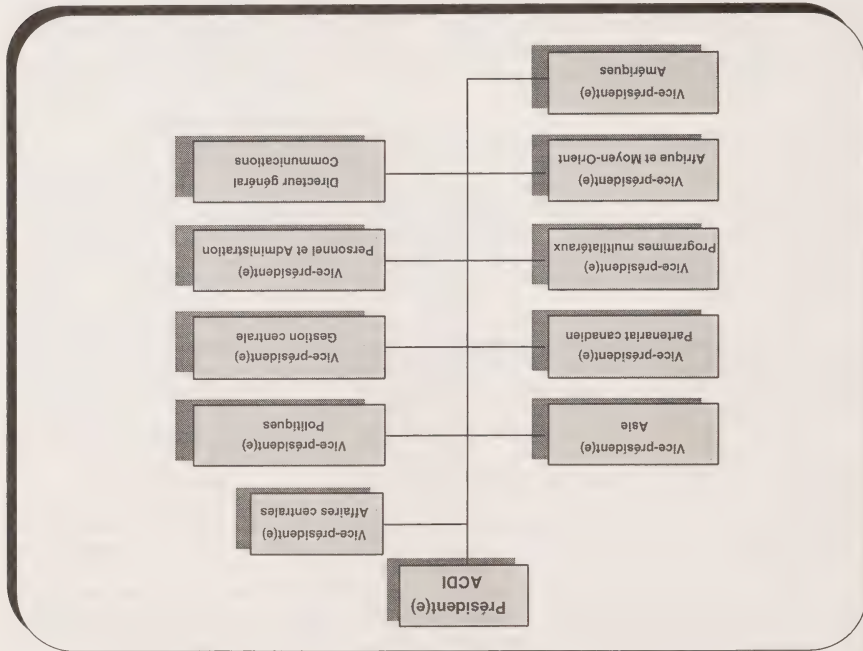 Président(e)
ACDI
Vice-président(e)
Affaires centrales
Vice-président(e)
Asie
Vice-président(e)
Politiques
Vice-président(e)
Partenariat canadien
Vice-président(e)
Gestion centrale
Vice-président(e)
Programmes multilatéraux
Vice-président(e)
Personnel et Administration
Vice-président(e)
Afrique et Moyen-Orient
Directeur général
Communications
Vice-président(e)
Amériques